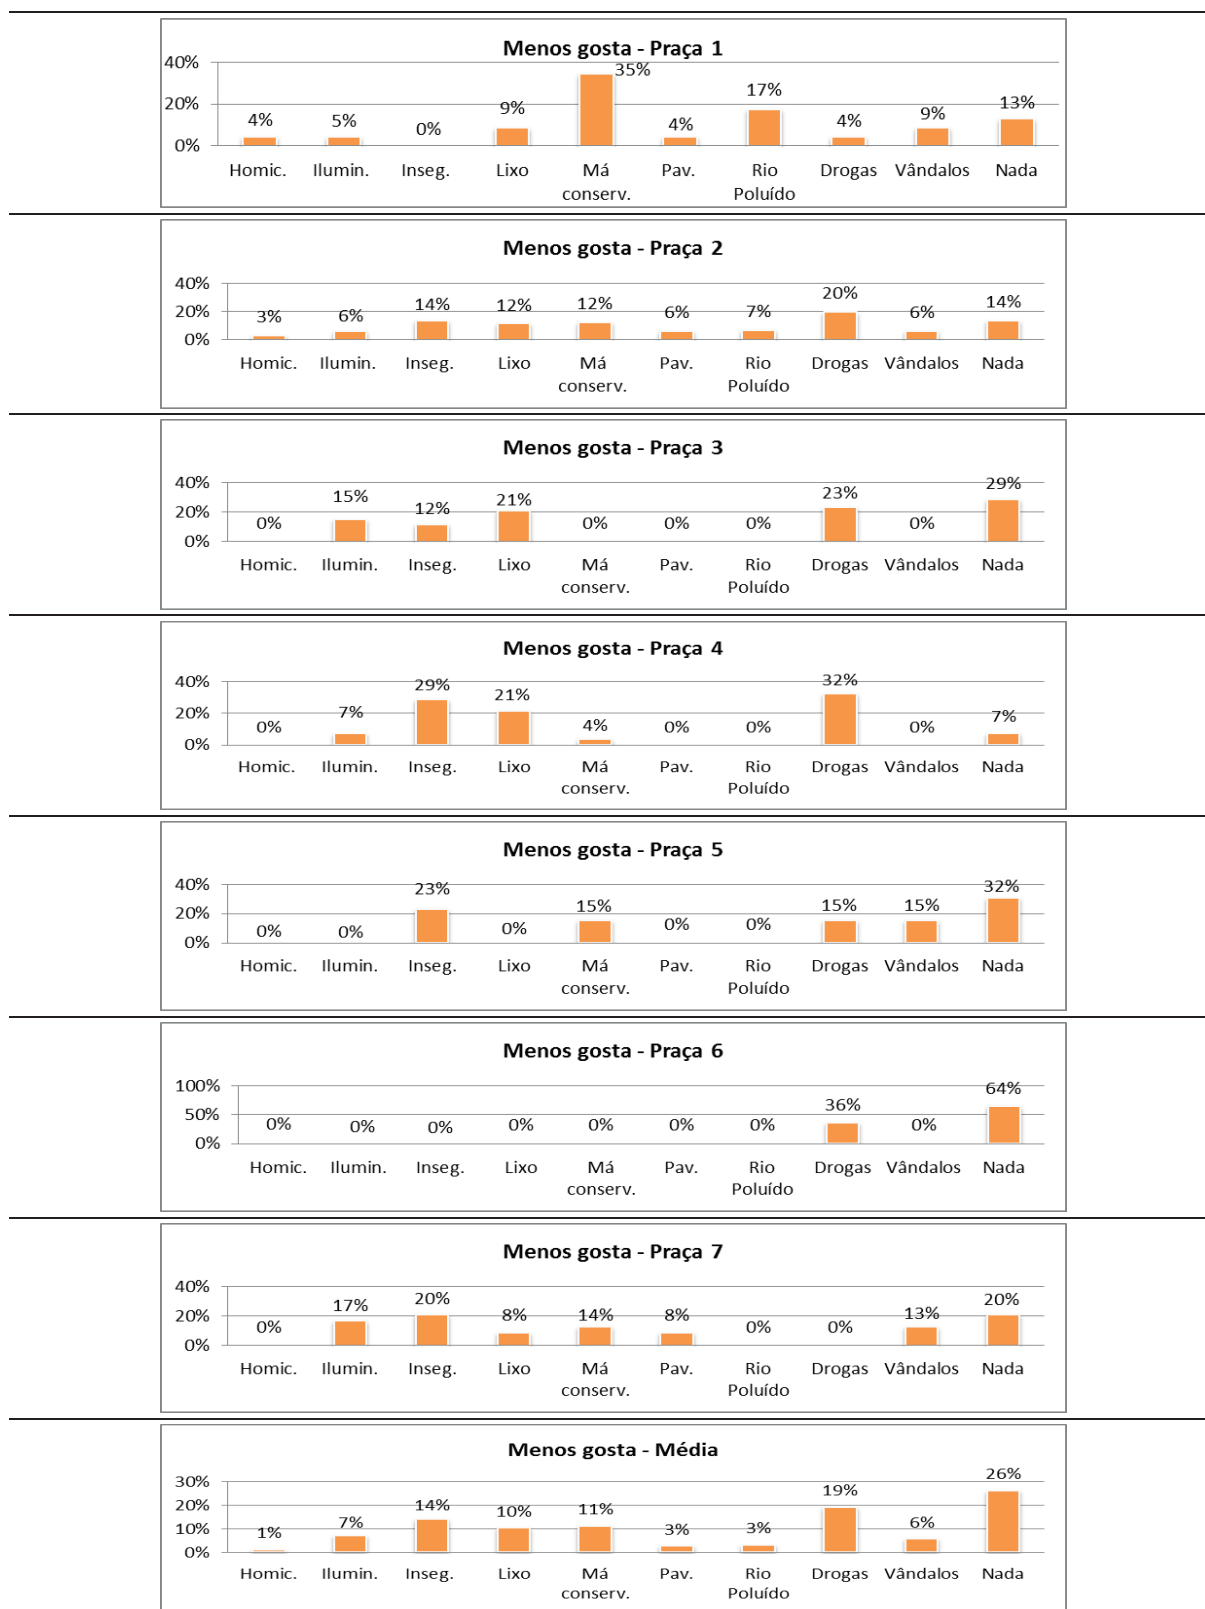 Menos gosta - Praça 1
40%
35%
20%
4% 5% 0% 9% 4% 17% 4% 9% 13%
0%
Homic. Ilumin. Inseg. Lixo Má Pav. Rio Drogas Vândalos Nada
conserv. Poluído
Menos gosta - Praça 2
40%
20%
3% 6% 14% 12% 12% 6% 7% 20% 6% 14%
0%
Homic. Ilumin. Inseg. Lixo Má Pav. Rio Drogas Vândalos Nada
conserv. Poluído
Menos gosta - Praça 3
40%
20%
0% 15% 12% 21% 0% 0% 0% 23% 0% 29%
0%
Homic. Ilumin. Inseg. Lixo Má Pav. Rio Drogas Vândalos Nada
conserv. Poluído
Menos gosta - Praça 4
40%
20%
0% 7% 29% 21% 4% 0% 0% 32% 0% 7%
0%
Homic. Ilumin. Inseg. Lixo Má Pav. Rio Drogas Vândalos Nada
conserv. Poluído
Menos gosta - Praça 5
40%
20%
0% 0% 23% 0% 15% 0% 0% 15% 15% 32%
0%
Homic. Ilumin. Inseg. Lixo Má Pav. Rio Drogas Vândalos Nada
conserv. Poluído
Menos gosta - Praça 6
100%
50%
0% 0% 0% 0% 0% 0% 0% 36% 0% 64%
0%
Homic. Ilumin. Inseg. Lixo Má Pav. Rio Drogas Vândalos Nada
conserv. Poluído
Menos gosta - Praça 7
40%
20%
0% 17% 20% 8% 14% 8% 0% 0% 13% 20%
0%
Homic. Ilumin. Inseg. Lixo Má Pav. Rio Drogas Vândalos Nada
conserv. Poluído
Menos gosta - Média
30%
20%
10%
1% 7% 14% 10% 11% 3% 3% 19% 6% 26%
0%
Homic. Ilumin. Inseg. Lixo Má Pav. Rio Drogas Vândalos Nada
conserv. Poluído